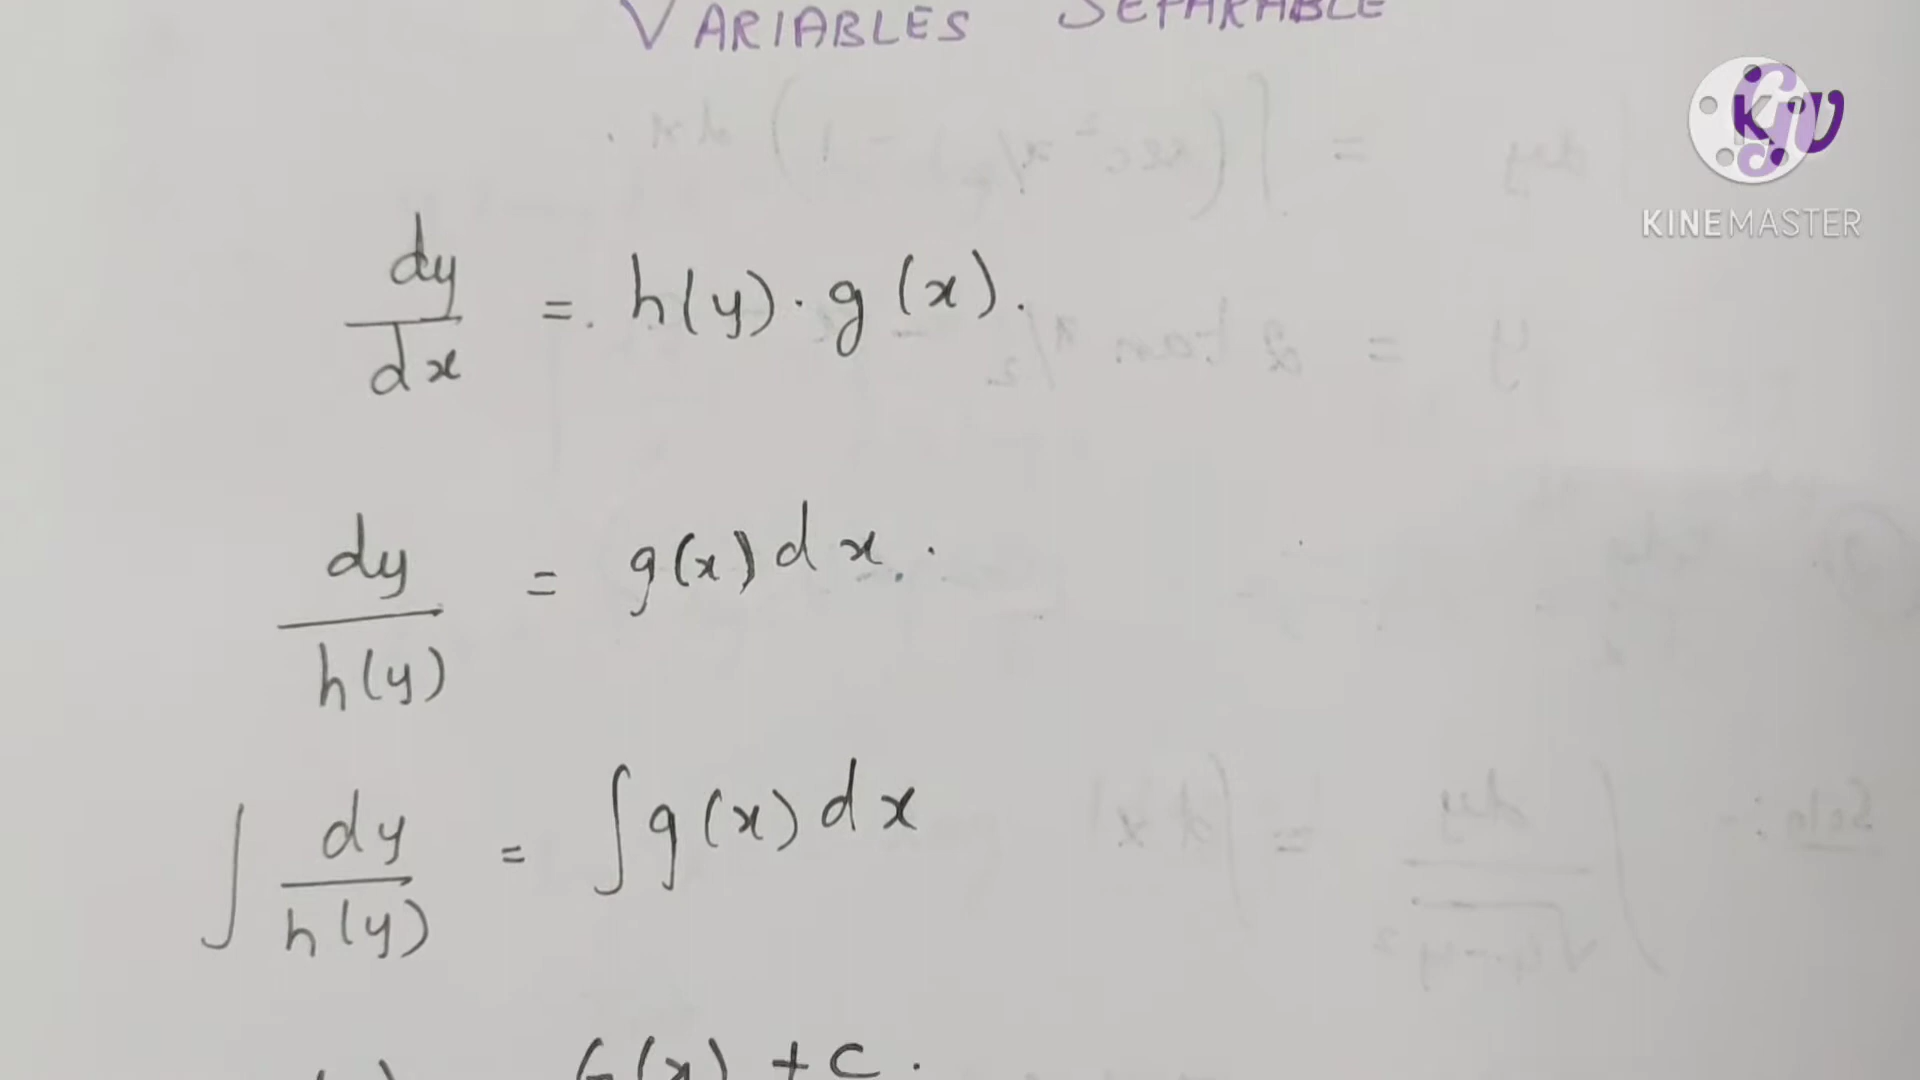 VARIABLES SEPARABLE
KINEMASTER
dy/dx = h(y) · g(x).
dy/h(y) = g(x) dx.
∫ dy/h(y) = ∫ g(x) dx
G(x) + C.